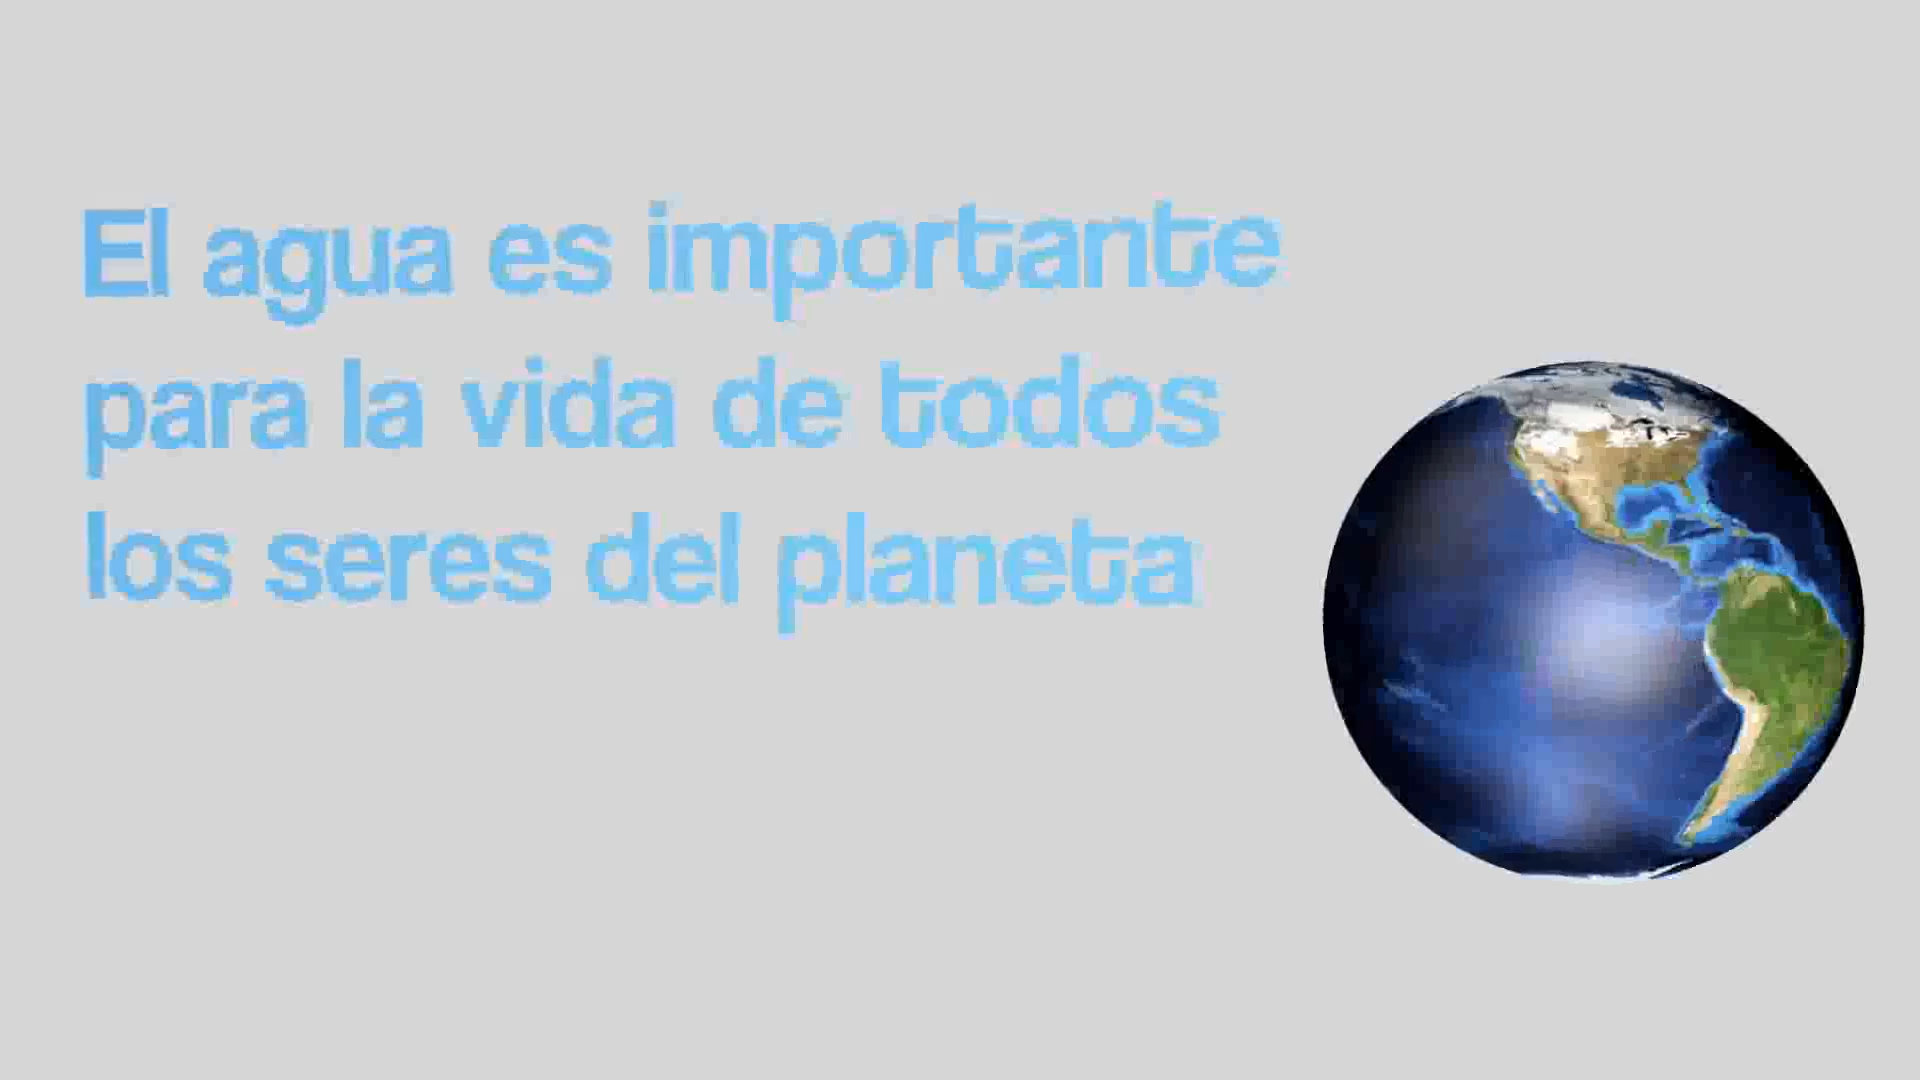 El agua es importante
para la vida de todos
los seres del planeta